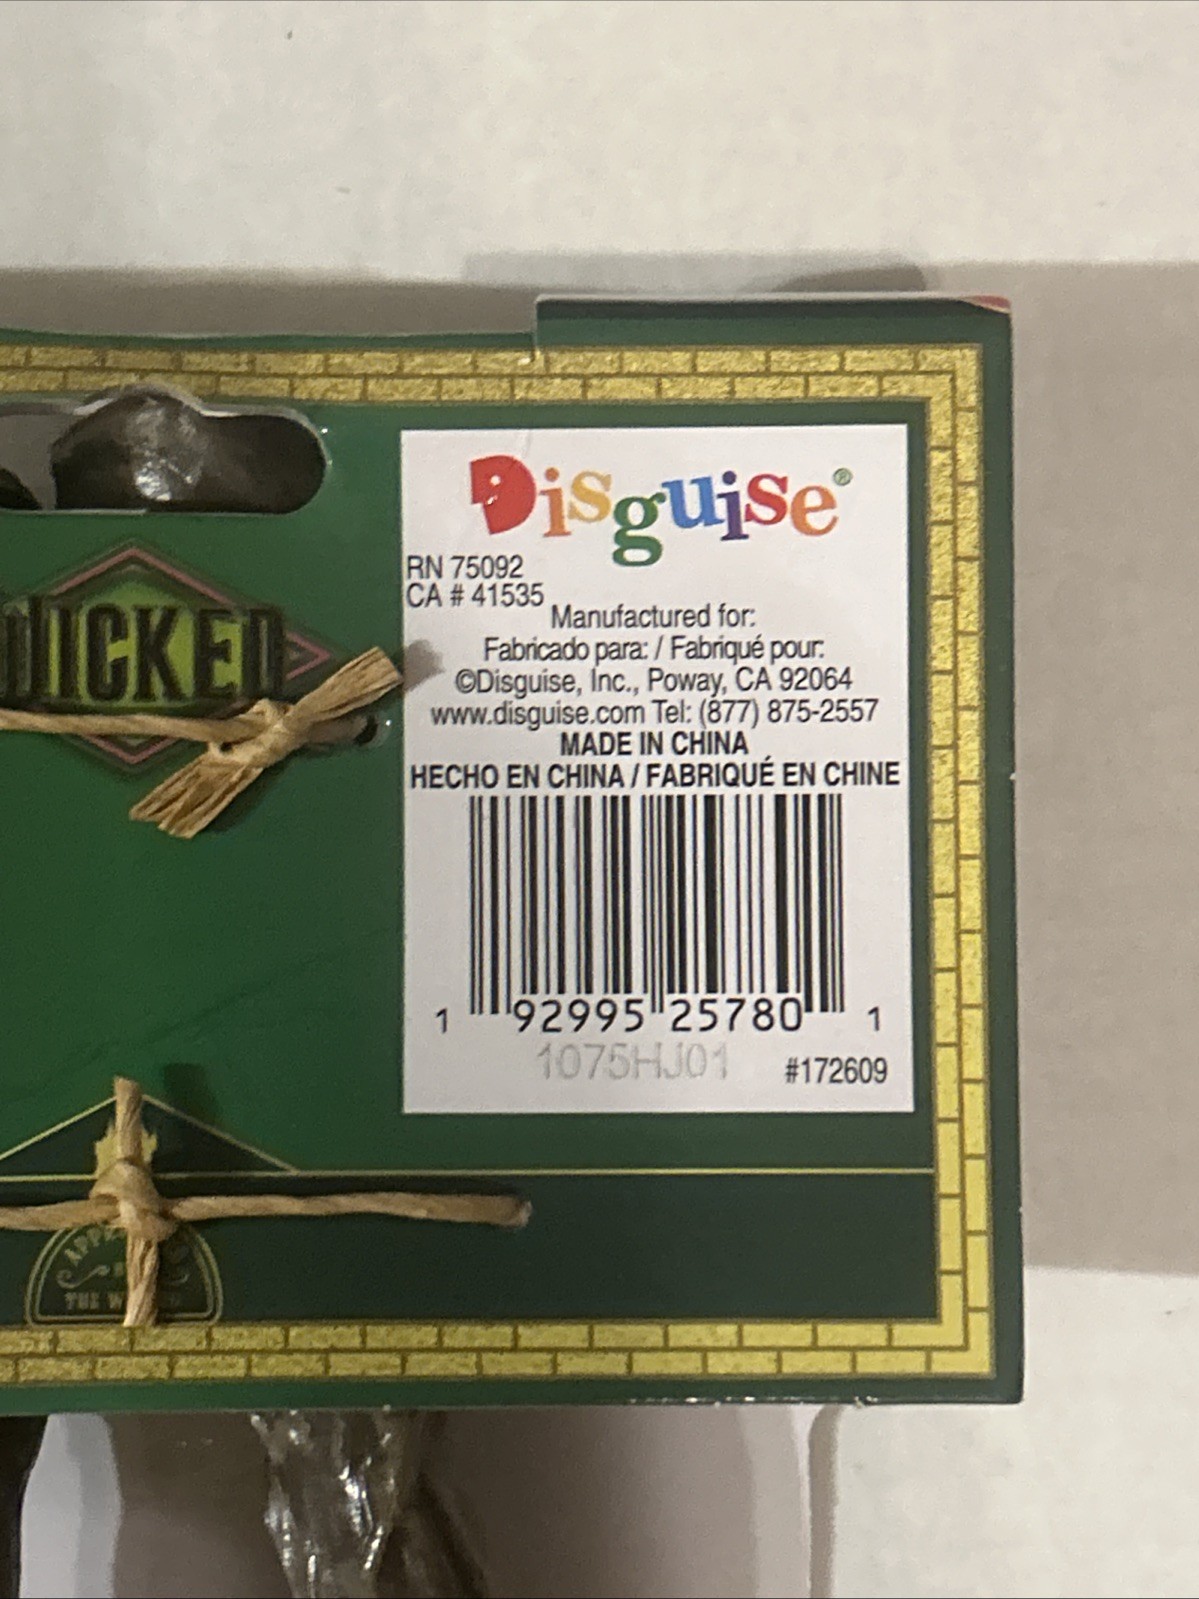 Disguise®
RN 75092
CA # 41535
Manufactured for:
Fabricado para: / Fabriqué pour:
©Disguise, Inc., Poway, CA 92064
www.disguise.com Tel: (877) 875-2557
MADE IN CHINA
HECHO EN CHINA / FABRIQUÉ EN CHINE
1 92995 25780 1
1075HJ01 #172609
WICKED
THE